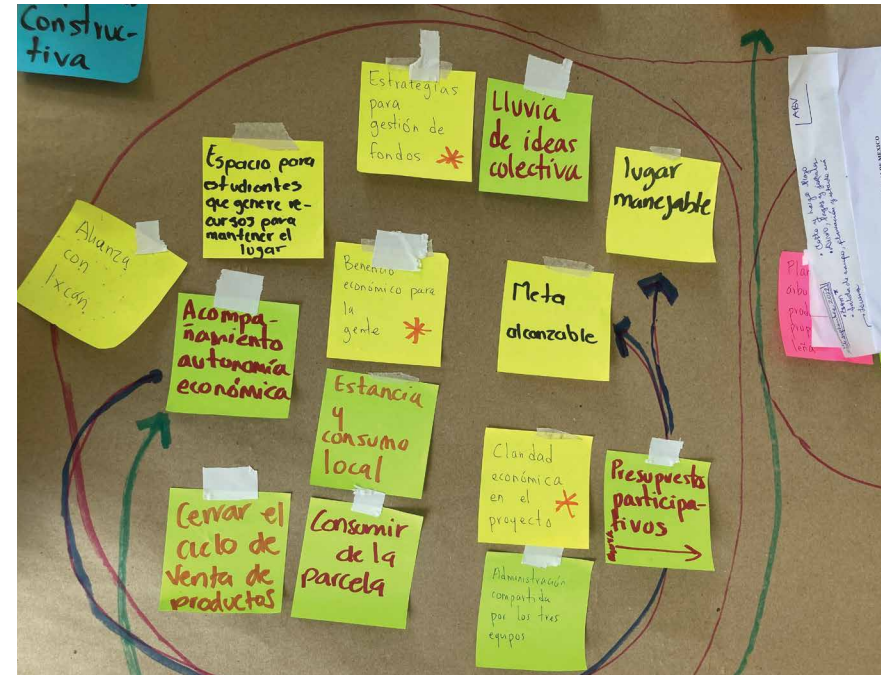 Construc-
tiva
Estrategias
para
gestión de
fondos
Lluvia
de ideas
colectiva
Espacio para
estudiantes
que genere re-
cursos para
mantener el
lugar
lugar
manejable
Alianza
con
Ixcán
Beneficio
económico para
la
gente
Meta
alcanzable
Acompa-
ñamiento
autonomía
económica
Estancia
y
consumo
local
Claridad
económica
en el
proyecto
Presupuestos
participa-
tivos
Cerrar el
ciclo de
venta de
productos
Consumir
de la
parcela
Administración
compartida
por los tres
equipos
ABV